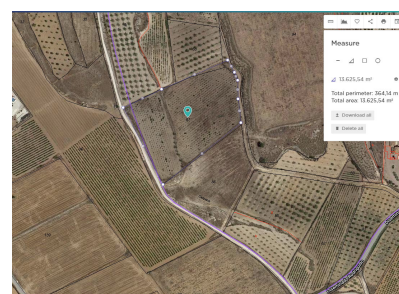 Measure
13.625,54 m²
Total perimeter: 364,14 m
Total area: 13.625,54 m²
Download all
Delete all